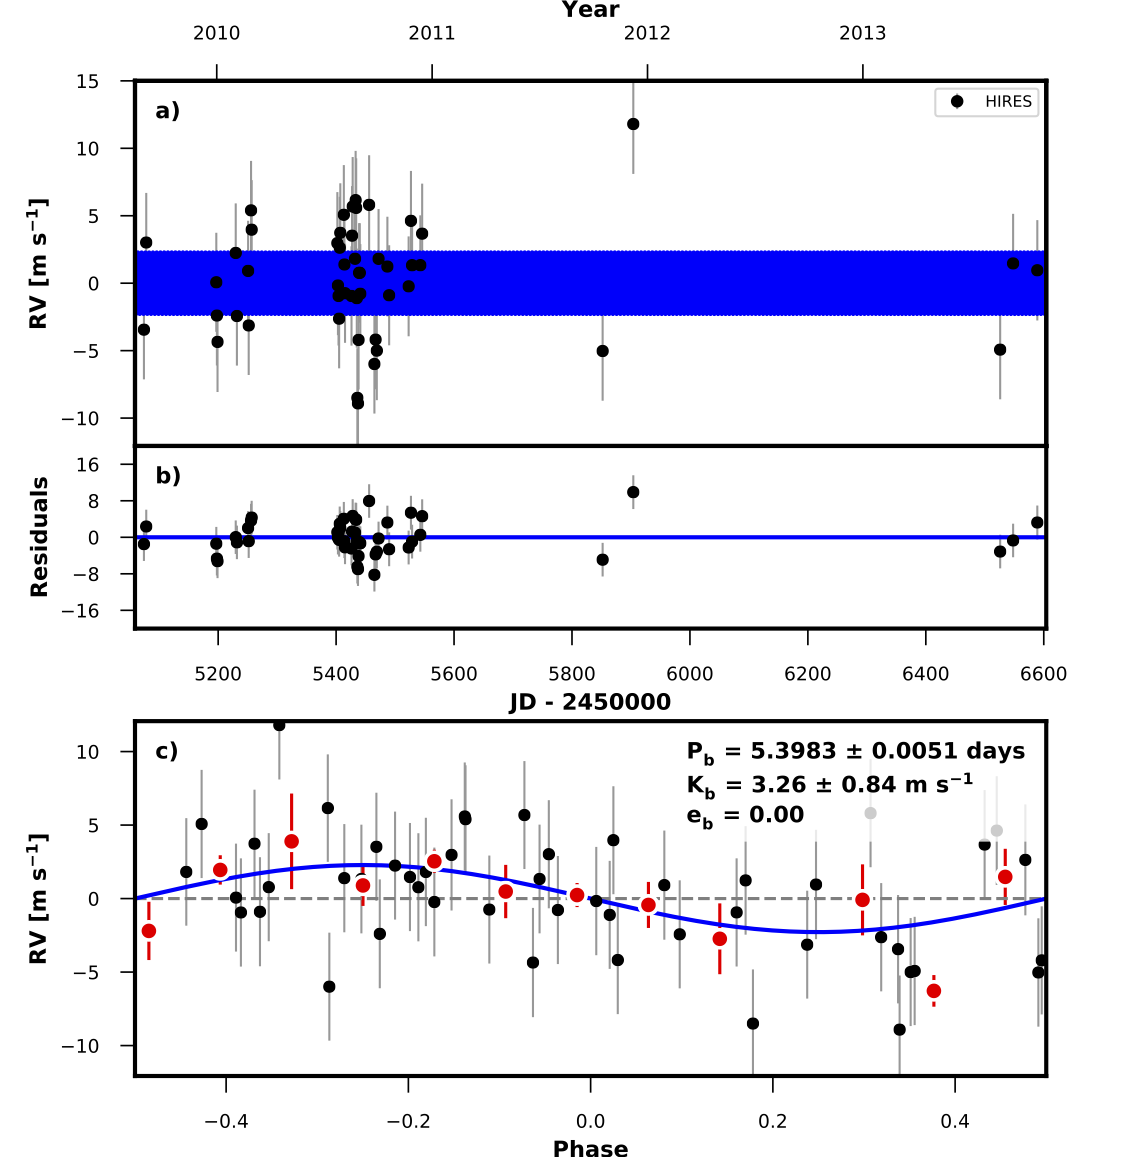 Year
2010 2011 2012 2013
15
10
5
0
−5
−10
RV [m s⁻¹]
a)
HIRES
16
8
0
−8
−16
Residuals
b)
5200 5400 5600 5800 6000 6200 6400 6600
JD - 2450000
10
5
0
−5
−10
RV [m s⁻¹]
c)
P_b = 5.3983 ± 0.0051 days
K_b = 3.26 ± 0.84 m s⁻¹
e_b = 0.00
−0.4 −0.2 0.0 0.2 0.4
Phase